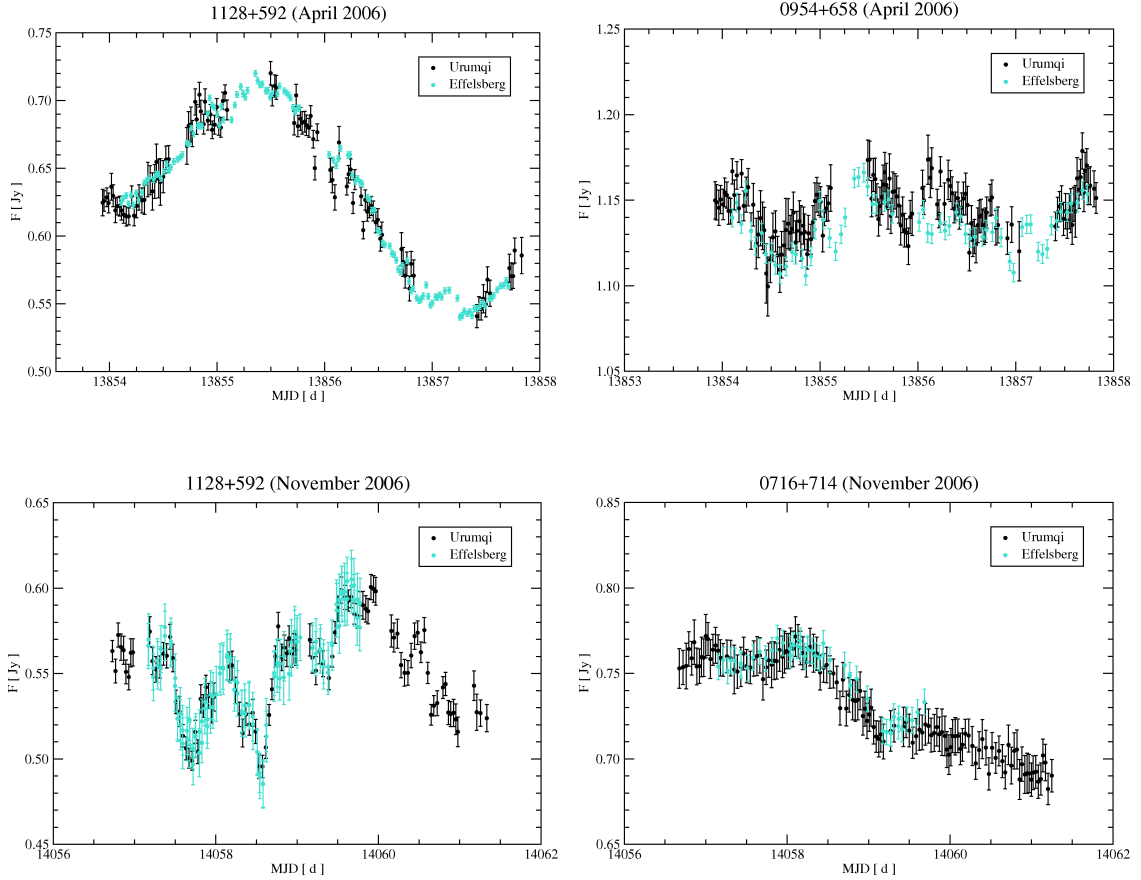 1128+592 (April 2006)
0.75
0.70
0.65
0.60
0.55
0.50
F [ Jy ]
Urumqi
Effelsberg
13854
13855
13856
13857
13858
MJD [ d ]
0954+658 (April 2006)
1.25
1.20
1.15
1.10
1.05
F [ Jy ]
Urumqi
Effelsberg
13853
13854
13855
13856
13857
13858
MJD [ d ]
1128+592 (November 2006)
0.65
0.60
0.55
0.50
0.45
F [ Jy ]
Urumqi
Effelsberg
14056
14058
14060
14062
MJD [ d ]
0716+714 (November 2006)
0.85
0.80
0.75
0.70
0.65
F [ Jy ]
Urumqi
Effelsberg
14056
14058
14060
14062
MJD [ d ]